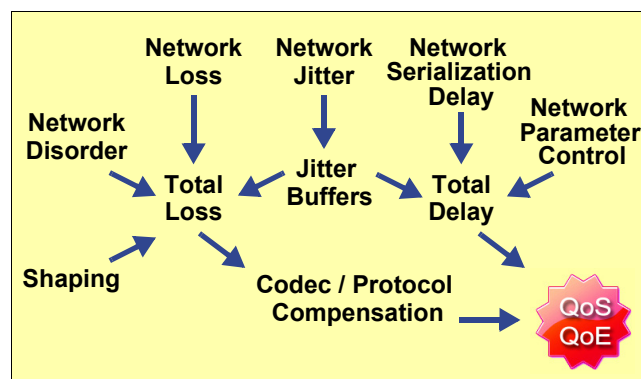 Network
Loss
Network
Jitter
Network
Serialization
Delay
Network
Disorder
Network
Parameter
Control
Total
Loss
Jitter
Buffers
Total
Delay
Shaping
Codec / Protocol
Compensation
QoS
QoE